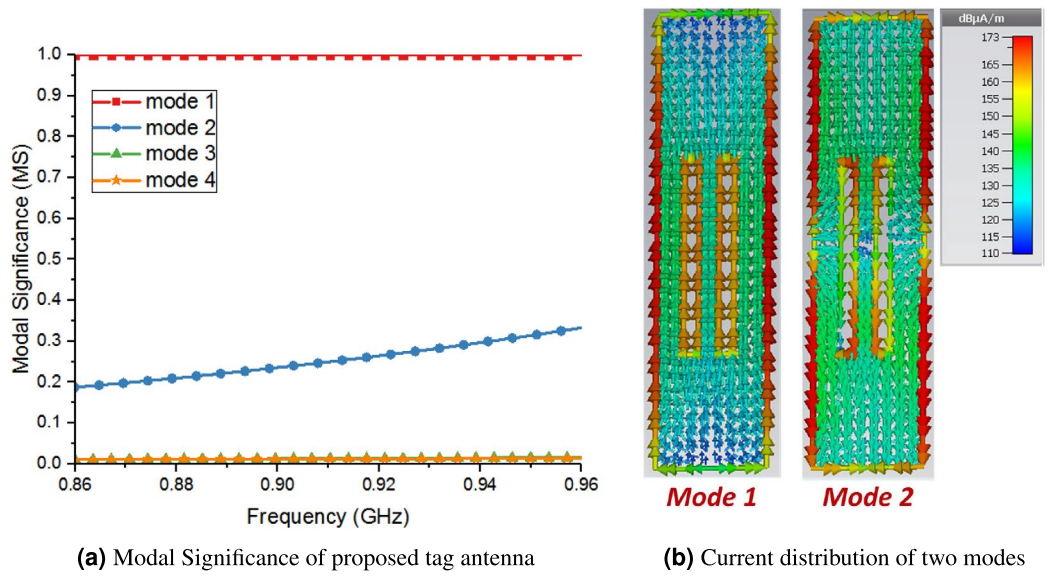 1.0
0.9
0.8
0.7
0.6
0.5
0.4
0.3
0.2
0.1
0.0
Modal Significance (MS)
mode 1
mode 2
mode 3
mode 4
0.86 0.88 0.90 0.92 0.94 0.96
Frequency (GHz)
(a) Modal Significance of proposed tag antenna
dBµA/m
173
165
160
155
150
145
140
135
130
125
120
115
110
Mode 1 Mode 2
(b) Current distribution of two modes